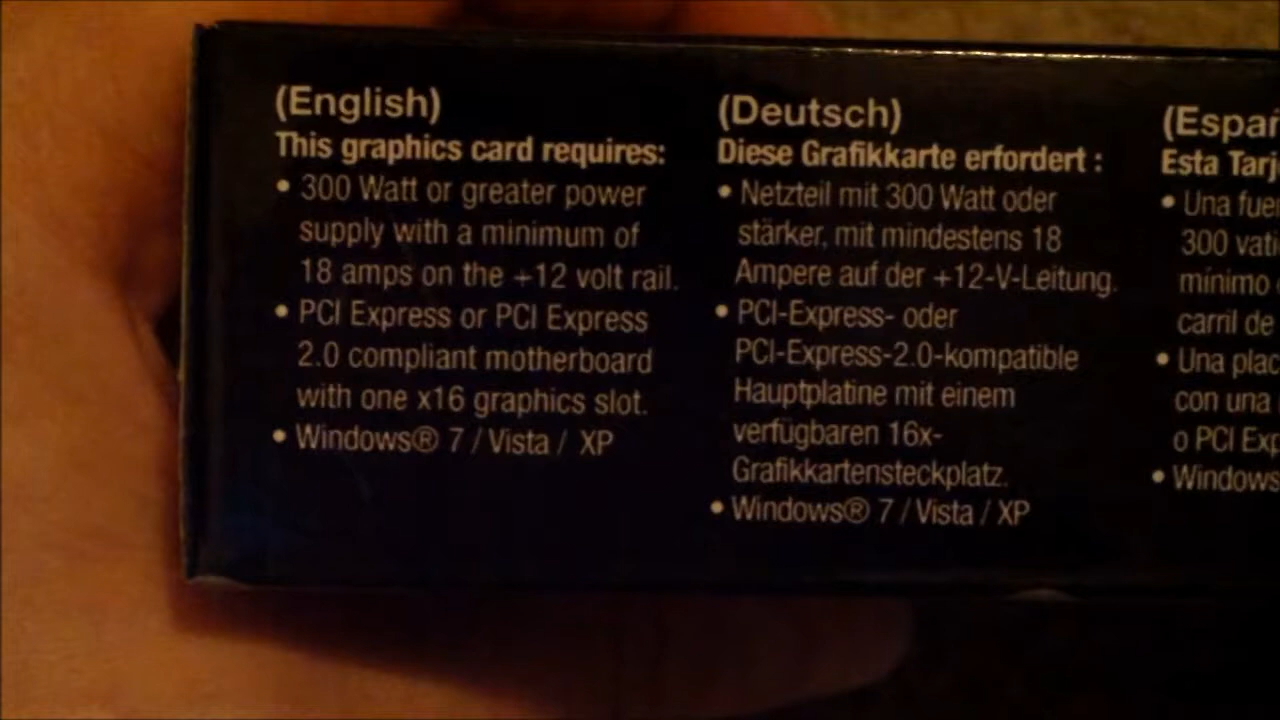 (English)
This graphics card requires:
• 300 Watt or greater power
supply with a minimum of
18 amps on the +12 volt rail.
• PCI Express or PCI Express
2.0 compliant motherboard
with one x16 graphics slot.
• Windows® 7 / Vista / XP
(Deutsch)
Diese Grafikkarte erfordert :
• Netzteil mit 300 Watt oder
stärker, mit mindestens 18
Ampere auf der +12-V-Leitung.
• PCI-Express- oder
PCI-Express-2.0-kompatible
Hauptplatine mit einem
verfügbaren 16x-
Grafikkartensteckplatz.
• Windows® 7 / Vista / XP
Esta
• Una
300
mínimo
carril de
• Una
con una
o PCI
• Windows